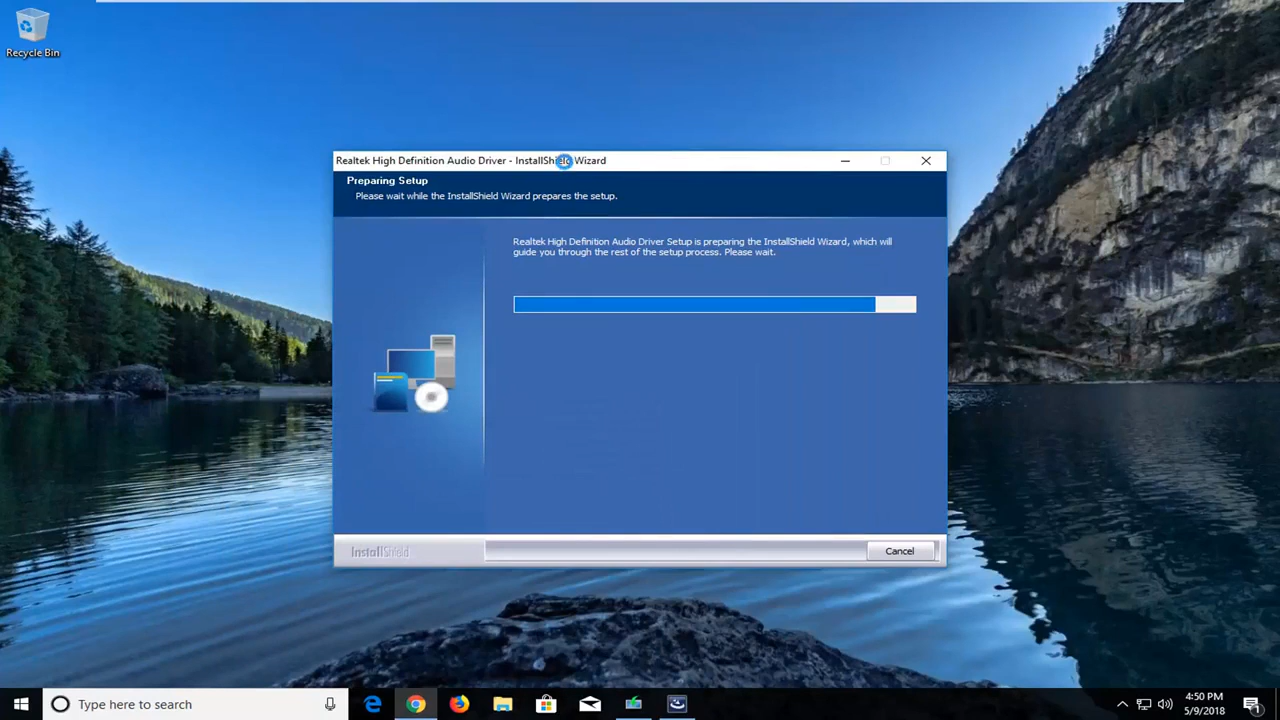 Recycle Bin
Realtek High Definition Audio Driver - InstallShield Wizard
Preparing Setup
Please wait while the InstallShield Wizard prepares the setup.
Realtek High Definition Audio Driver Setup is preparing the InstallShield Wizard, which will
guide you through the rest of the setup process. Please wait.
InstallShield
Cancel
Type here to search
4:50 PM
5/9/2018
1